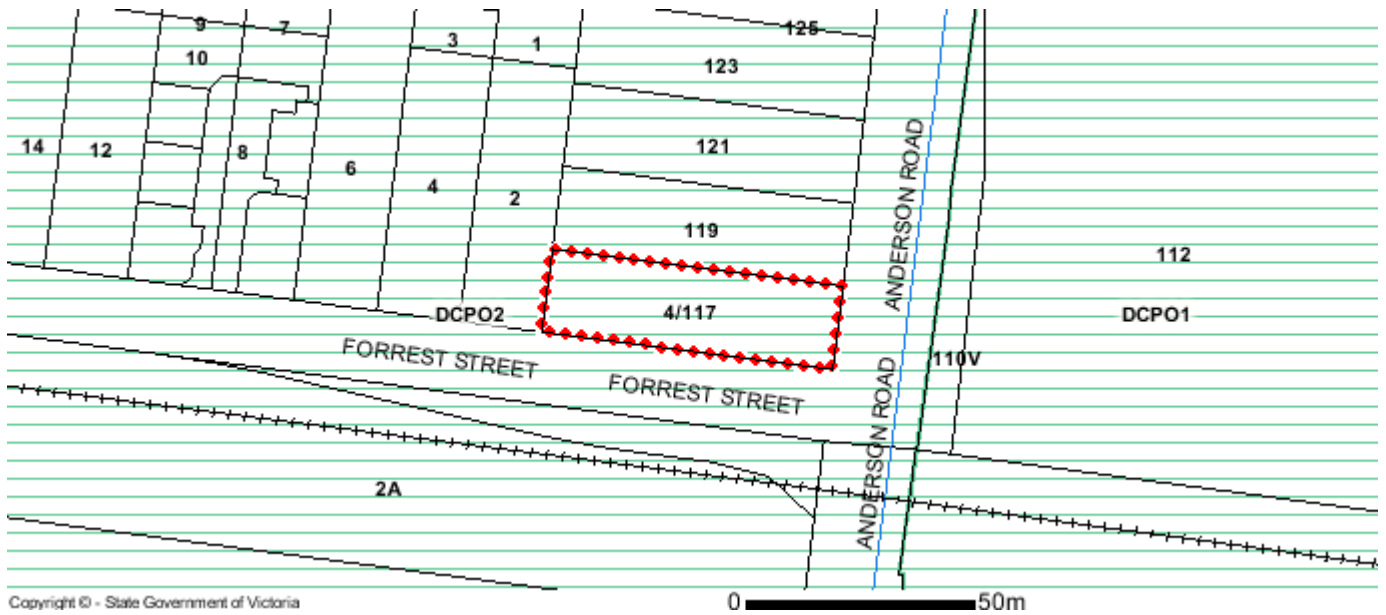 9
7
125
3
1
10
123
14
12
8
121
6
4
2
119
ANDERSON ROAD
112
DCPO2
4/117
DCPO1
FORREST STREET
FORREST STREET
110V
ANDERSON ROAD
2A
Copyright © - State Government of Victoria
0 50m